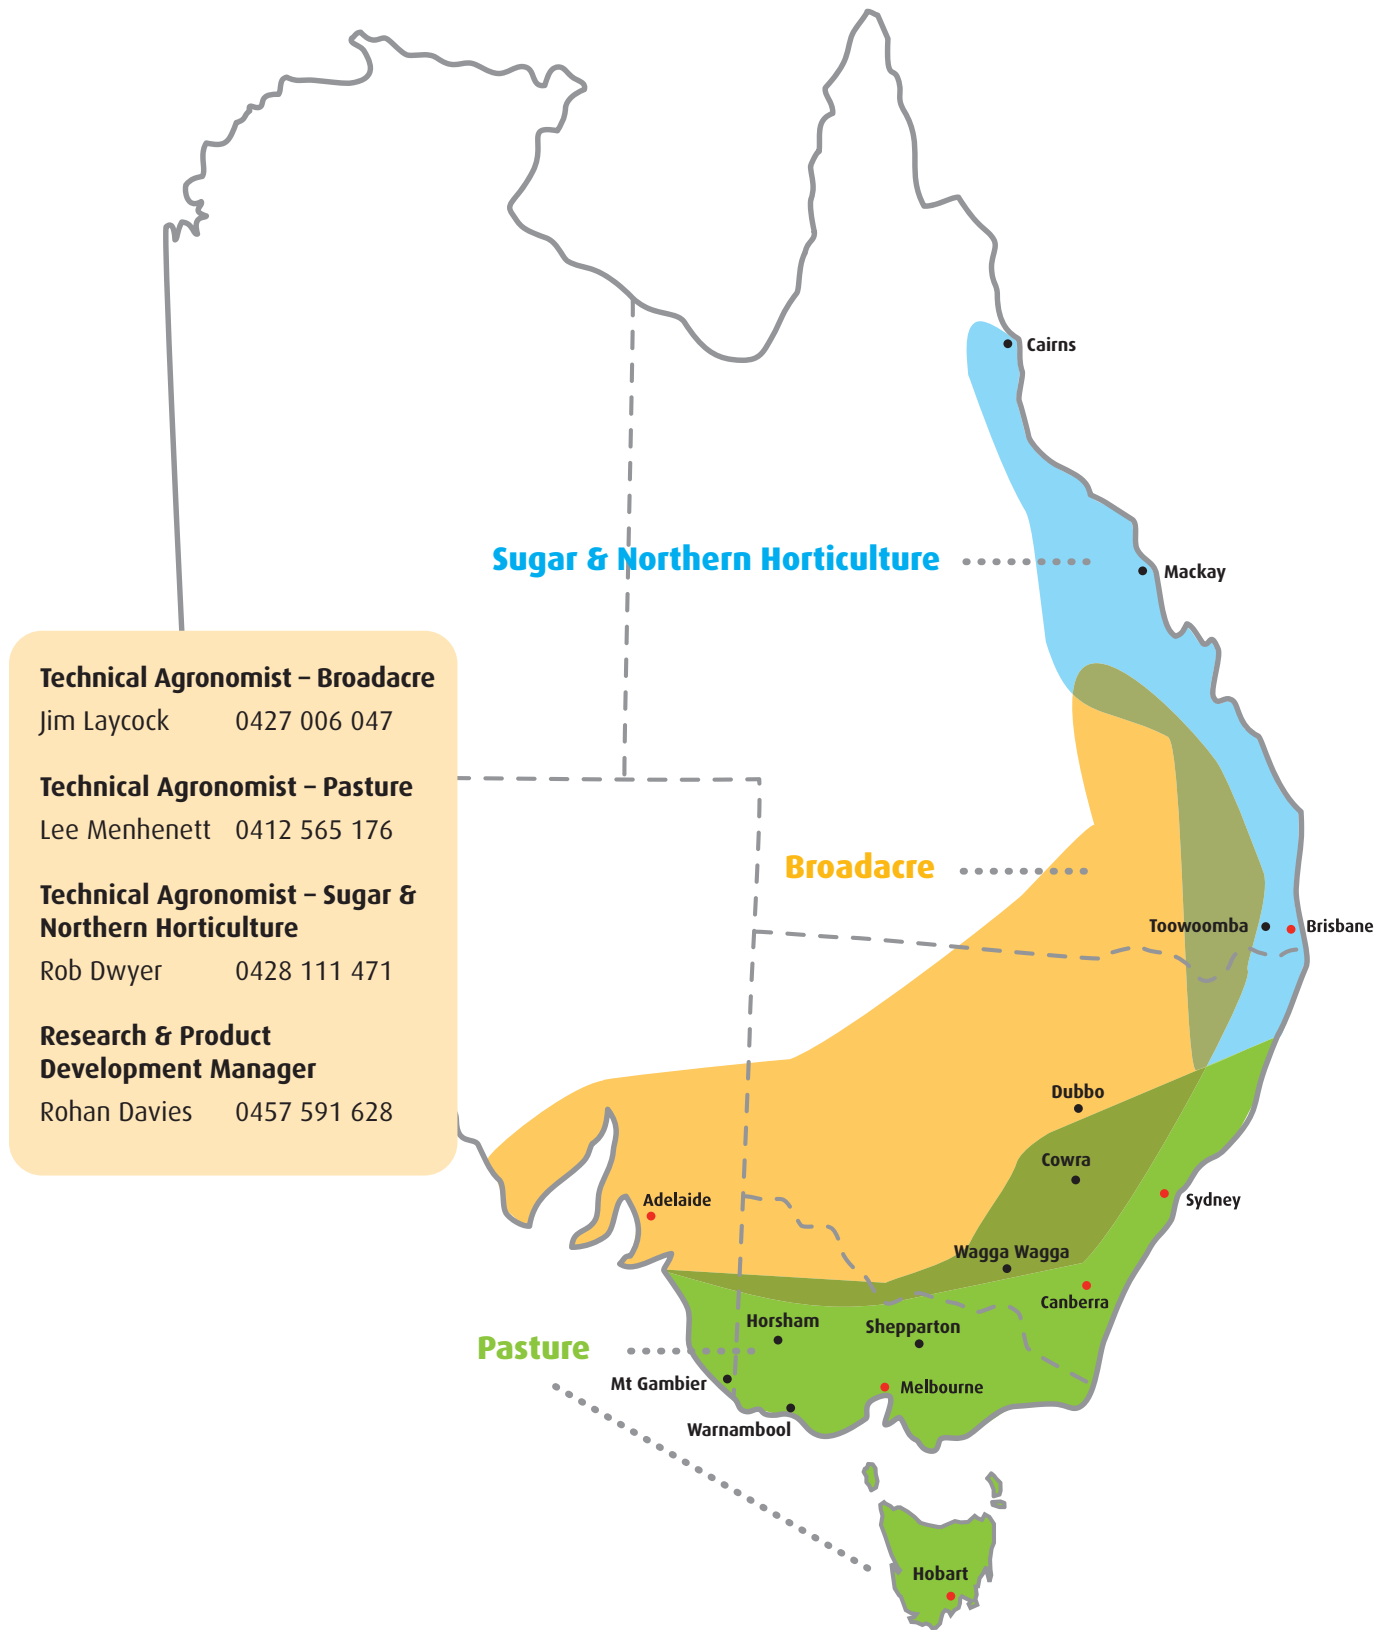 Cairns
Sugar & Northern Horticulture
Mackay
Technical Agronomist – Broadacre
Jim Laycock 0427 006 047
Technical Agronomist – Pasture
Lee Menhenett 0412 565 176
Technical Agronomist – Sugar &
Northern Horticulture
Rob Dwyer 0428 111 471
Research & Product
Development Manager
Rohan Davies 0457 591 628
Broadacre
Toowoomba
Brisbane
Dubbo
Cowra
Adelaide
Sydney
Wagga Wagga
Canberra
Horsham
Shepparton
Pasture
Mt Gambier
Melbourne
Warnambool
Hobart